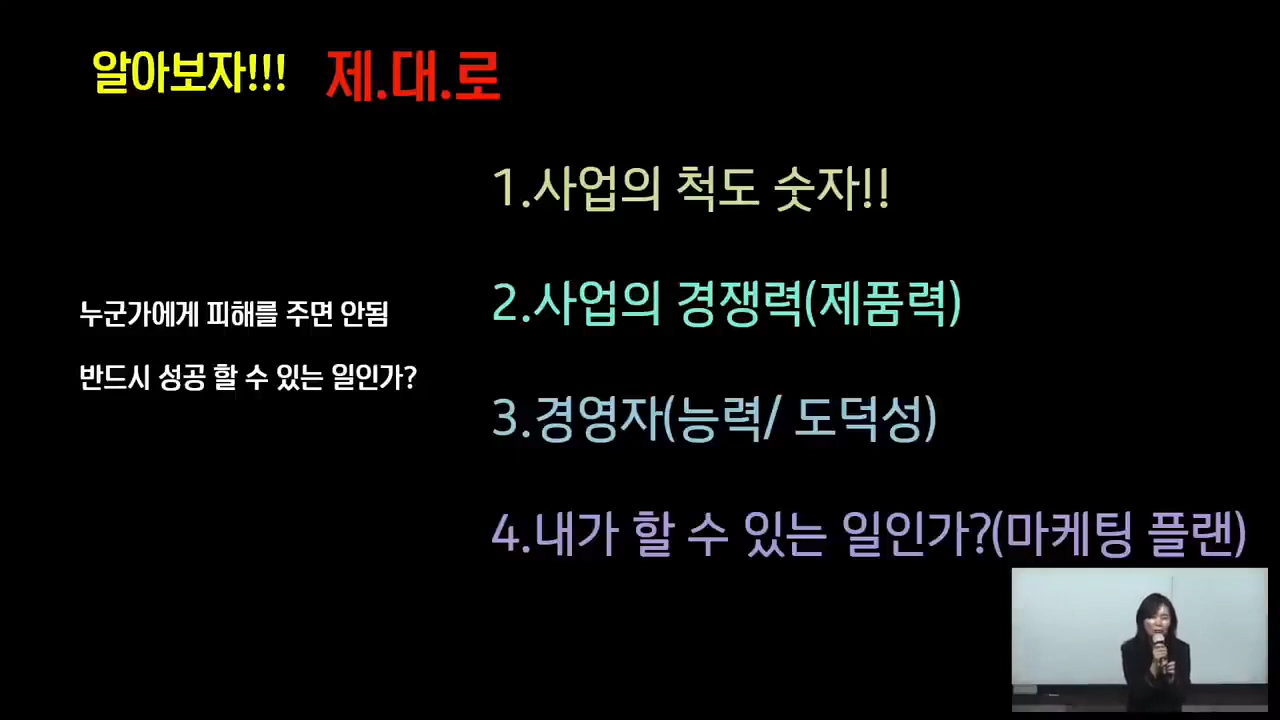 알아보자!!! 제.대.로
1.사업의 척도 숫자!!
2.사업의 경쟁력(제품력)
누군가에게 피해를 주면 안됨
반드시 성공 할 수 있는 일인가?
3.경영자(능력/ 도덕성)
4.내가 할 수 있는 일인가?(마케팅 플랜)